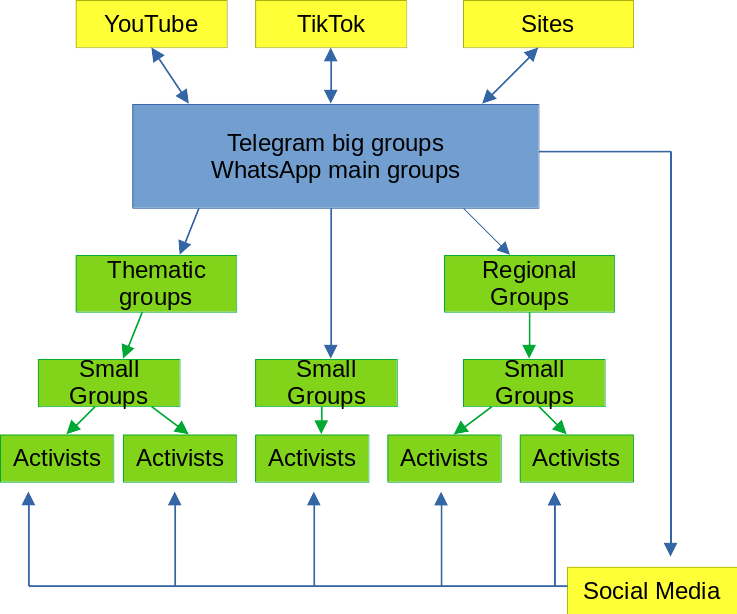 YouTube
TikTok
Sites
Telegram big groups
WhatsApp main groups
Thematic
groups
Regional
Groups
Small
Groups
Small
Groups
Small
Groups
Activists
Activists
Activists
Activists
Activists
Social Media